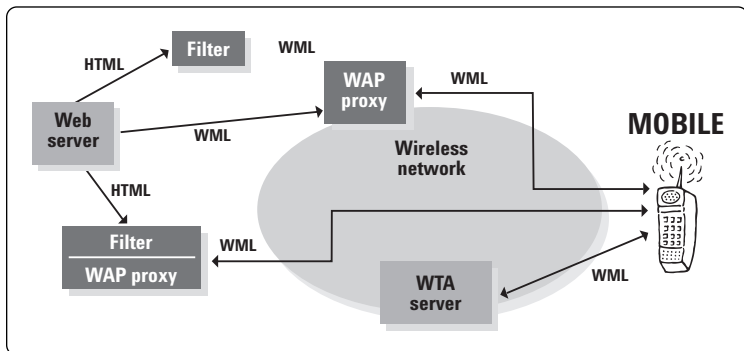 Filter
WML
HTML
WAP
proxy
WML
Web
server
WML
MOBILE
Wireless
network
HTML
Filter
WAP proxy
WML
WTA
server
WML